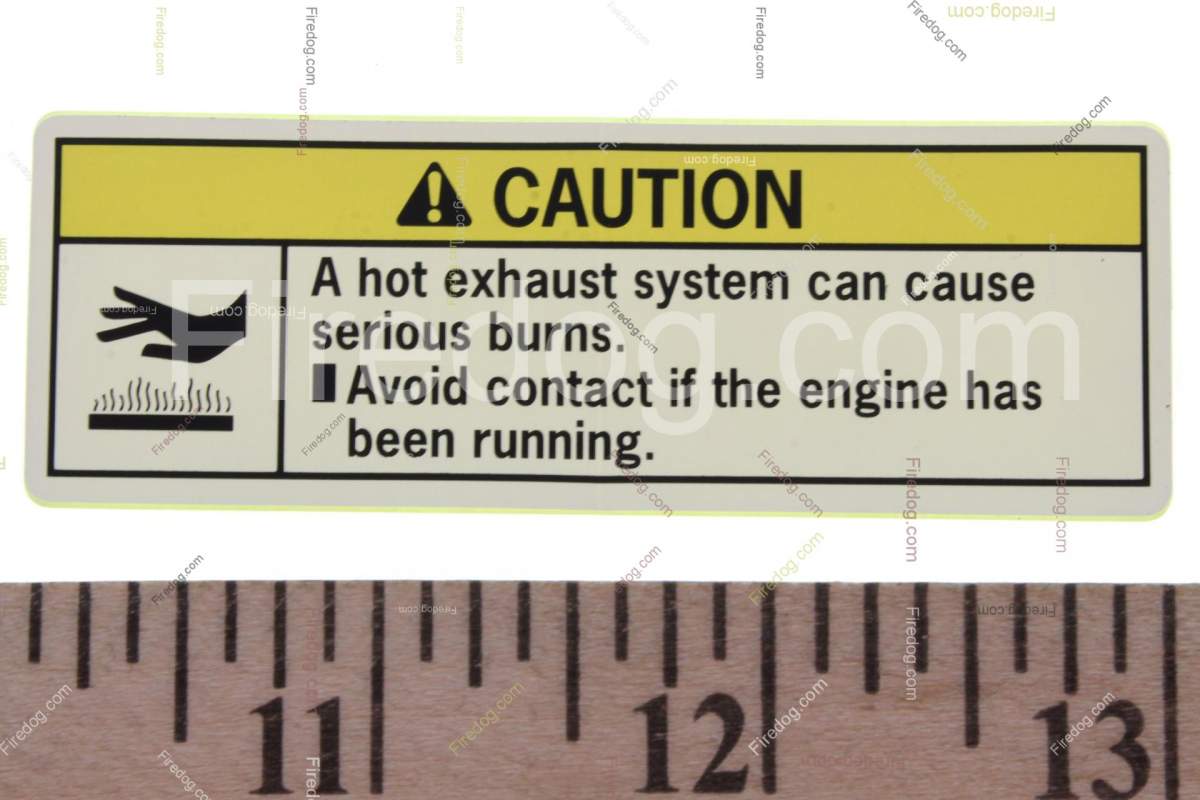 CAUTION
A hot exhaust system can cause
serious burns.
Avoid contact if the engine has
been running.
Firedog.com
11 12 13